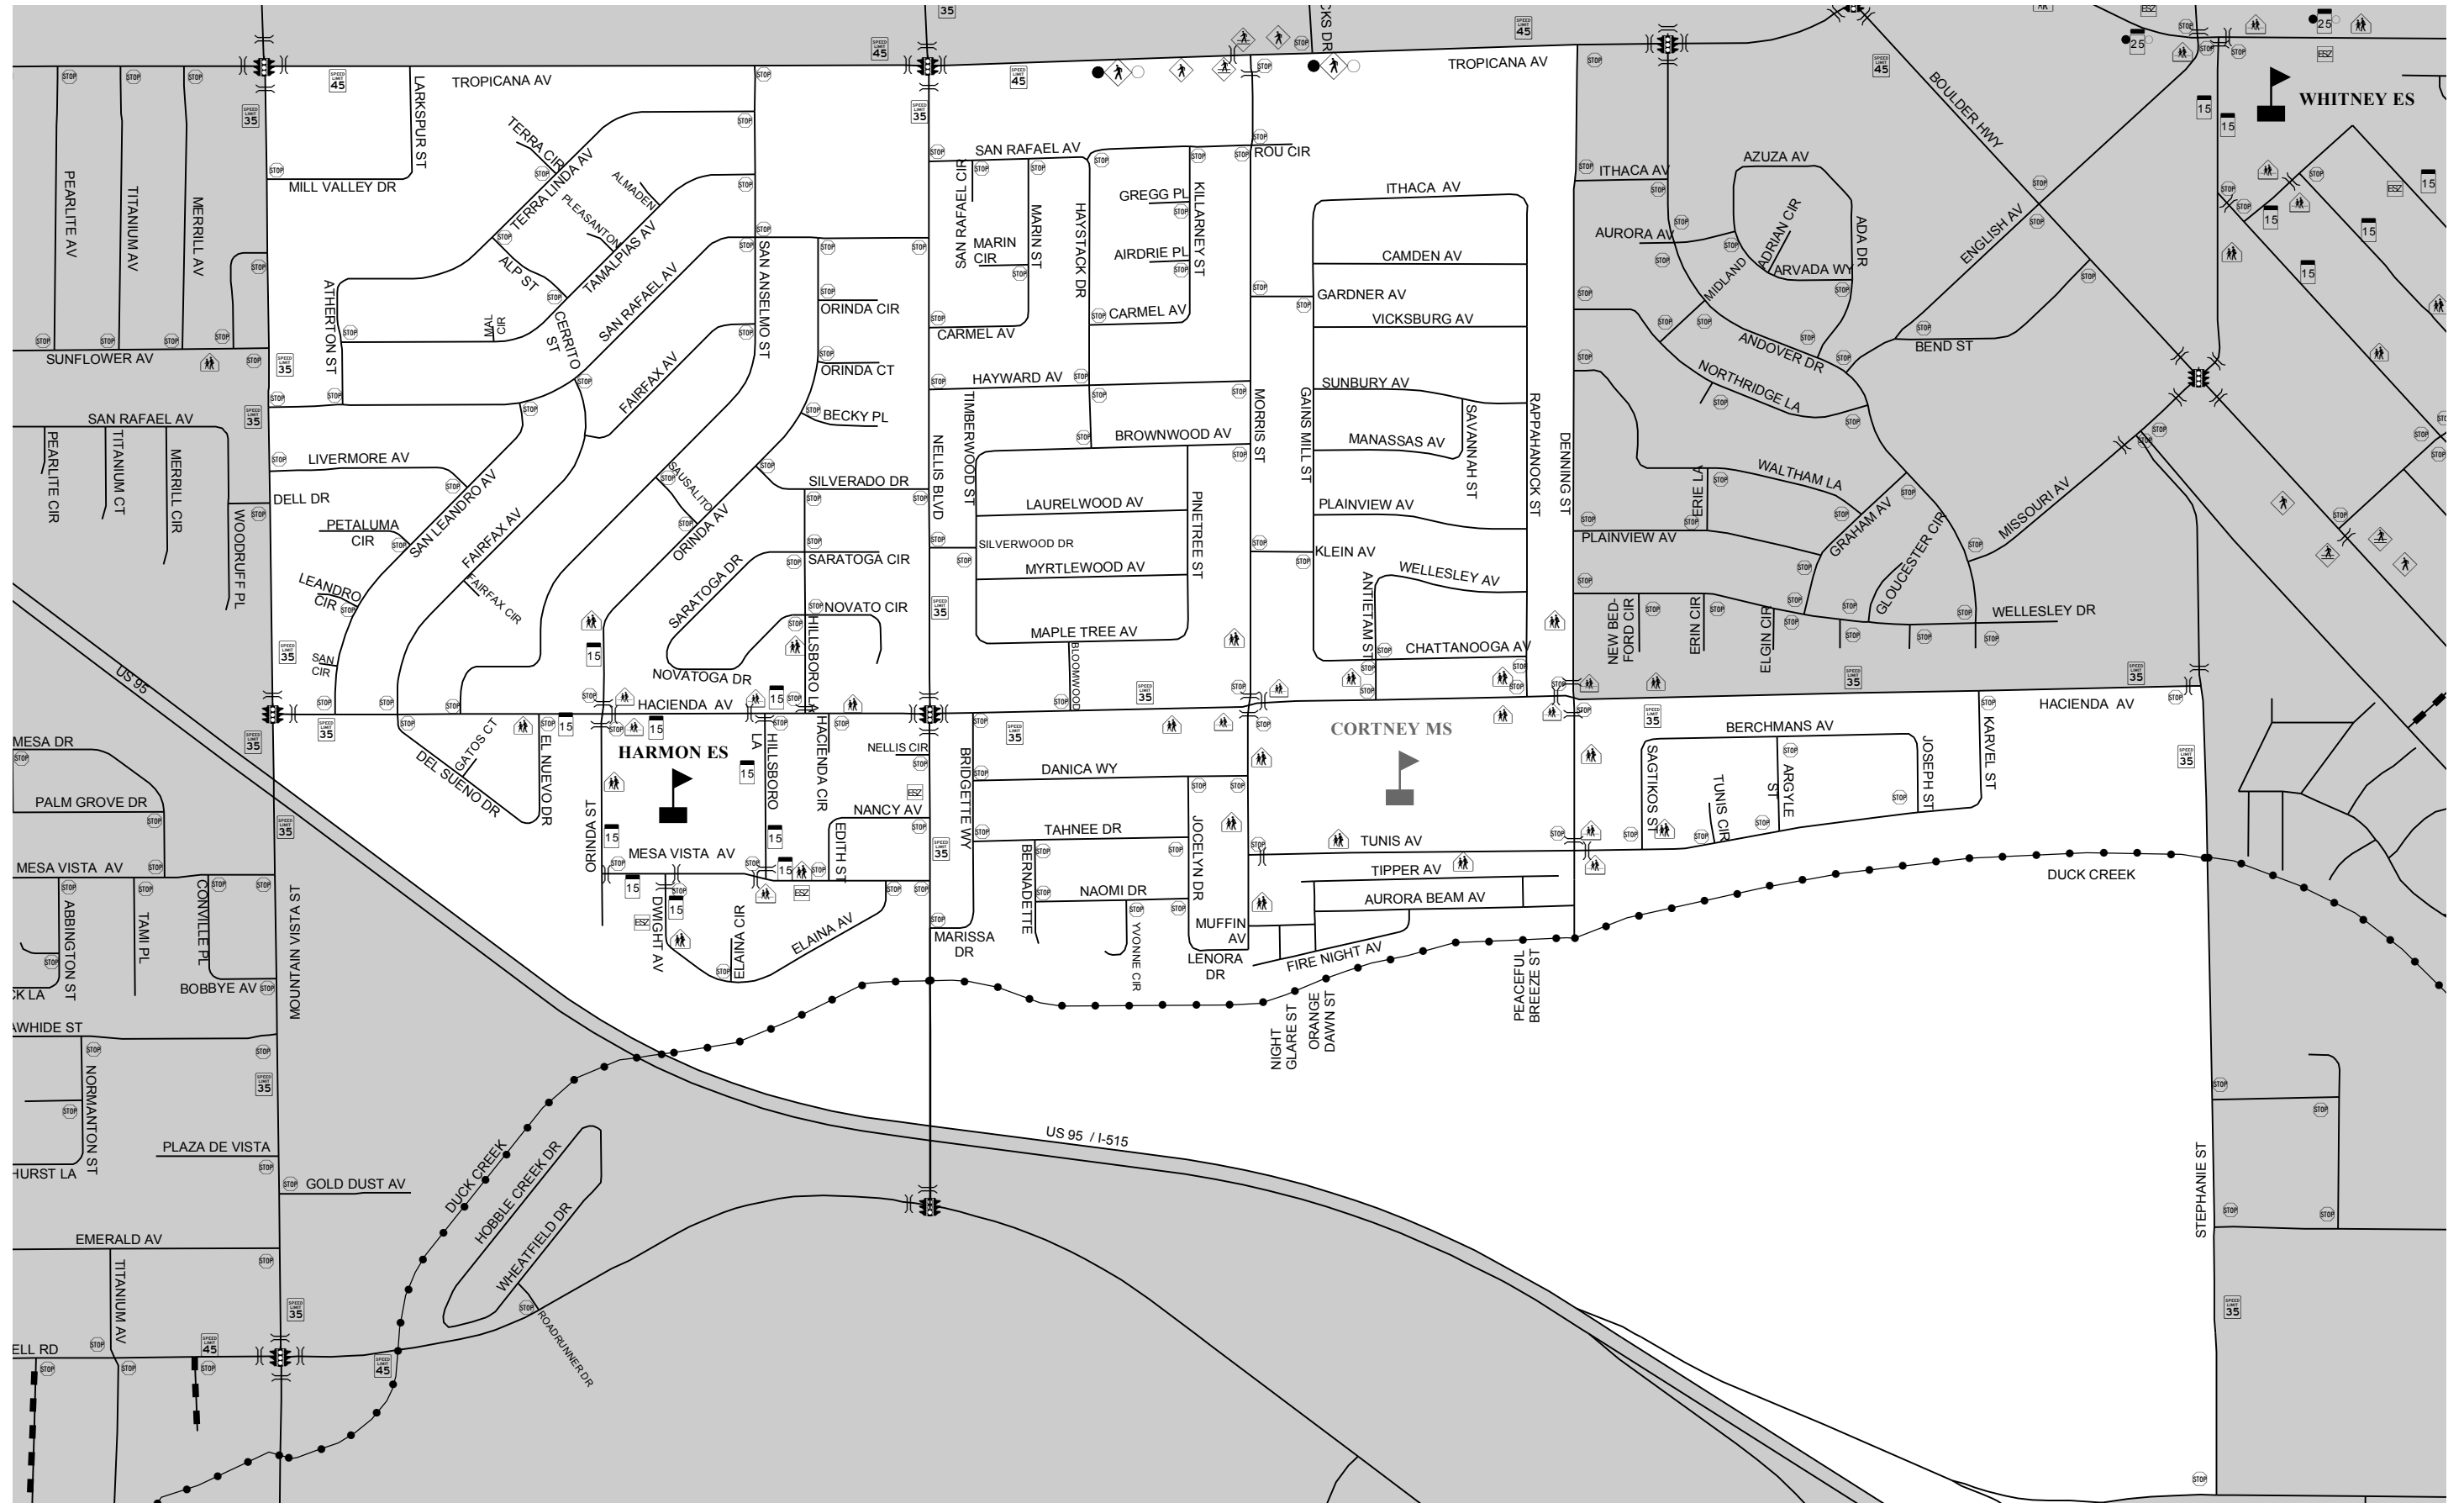 CKS DR
TROPICANA AV
TROPICANA AV
LARKSPUR ST
MILL VALLEY DR
PEARLITE AV
TITANIUM AV
MERRILL AV
SUNFLOWER AV
TERRA CIR
TERRA LINDA AV
ALMADEN
PLEASANTON
TAMALPIAS AV
ALP ST
ATHERTON ST
TAML
CIR
CERRITO
ST
SAN RAFAEL AV
FAIRFAX AV
SAN ANSELMO ST
ORINDA CIR
ORINDA CT
BECKY PL
SILVERADO DR
SAN RAFAEL AV
SAN RAFAEL CIR
MARIN ST
MARIN
CIR
HAYSTACK DR
GREGG PL
AIRDRIE PL
KILLARNEY ST
ROU CIR
CARMEL AV
CARMEL AV
HAYWARD AV
BROWNWOOD AV
TIMBERWOOD ST
NELLIS BLVD
LAURELWOOD AV
SILVERWOOD DR
MYRTLEWOOD AV
PINETREE ST
MAPLE TREE AV
BLOOMWOOD
MORRIS ST
GAINS MILL ST
ITHACA AV
CAMDEN AV
GARDNER AV
VICKSBURG AV
SUNBURY AV
MANASSAS AV
SAVANNAH ST
PLAINVIEW AV
KLEIN AV
WELLESLEY AV
ANTIETAM ST
CHATTANOOGA AV
RAPPAHANOCK ST
DENNING ST
ITHACA AV
AURORA AV
AZUZA AV
ADRIAN CIR
ARVADA WY
ADA DR
MIDLAND
ANDOVER DR
NORTHRIDGE LA
BEND ST
ENGLISH AV
BOULDER HWY
WHITNEY ES
WALTHAM LA
ERIE LA
PLAINVIEW AV
GRAHAM AV
GLOUCESTER CIR
MISSOURI AV
WELLESLEY DR
NEW BED-
FORD CIR
ERIN CIR
ELGIN CIR
SAN RAFAEL AV
PEARLITE CIR
TITANIUM CT
MERRILL CIR
WOODRUFF PL
DELL DR
LIVERMORE AV
PETALUMA
CIR
SAN LEANDRO AV
LEANDRO
CIR
SAN
CIR
FAIRFAX AV
FAIRFAX CIR
SAUSALITO
ORINDA AV
SARATOGA DR
SARATOGA CIR
NOVATO CIR
HILLSBORO LA
NOVATOGA DR
HACIENDA AV
US 95
HARMON ES
GATOS CT
DEL SUENO DR
EL NUEVO DR
ORINDA ST
HILLSBORO
LA
HACIENDA CIR
NELLIS CIR
NANCY AV
EDITH ST
MESA VISTA AV
DWIGHT AV
ELAINA CIR
ELAINA AV
BRIDGETTE WY
DANICA WY
TAHNEE DR
BERNADETTE
NAOMI DR
YVONNE CIR
JOCELYN DR
MARISSA
DR
LENORA
DR
MUFFIN
AV
CORTNEY MS
TUNIS AV
TIPPER AV
AURORA BEAM AV
FIRE NIGHT AV
NIGHT
GLARE ST
ORANGE
DAWN ST
PEACEFUL
BREEZE ST
HACIENDA AV
BERCHMANS AV
SAGTIKOS ST
TUNIS CIR
ARGYLE
ST
JOSEPH ST
KARVEL ST
DUCK CREEK
STEPHANIE ST
MESA DR
PALM GROVE DR
MESA VISTA AV
ABBINGTON ST
TAMI PL
CONVILLE PL
BOBBYE AV
CK LA
MOUNTAIN VISTA ST
AWHIDE ST
NORMANTON ST
HURST LA
PLAZA DE VISTA
GOLD DUST AV
EMERALD AV
TITANIUM AV
ELL RD
DUCK CREEK
HOBBLE CREEK DR
WHEATFIELD DR
ROADRUNNER DR
US 95 / I-515